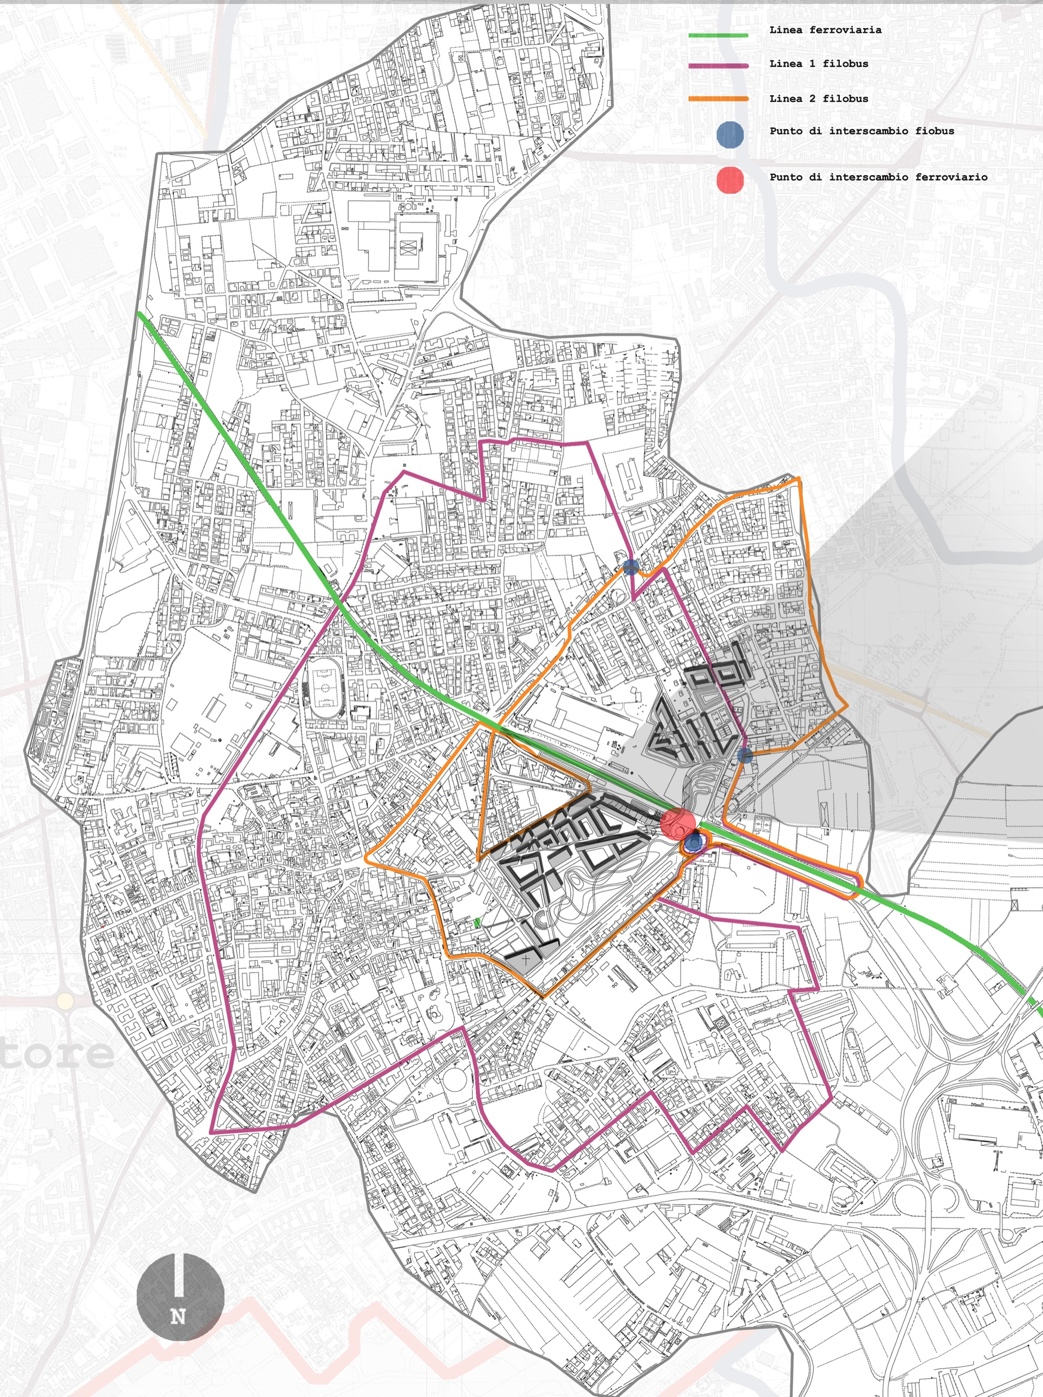 Linea ferroviaria
Linea 1 filobus
Linea 2 filobus
Punto di interscambio fiobus
Punto di interscambio ferroviario
tore
N